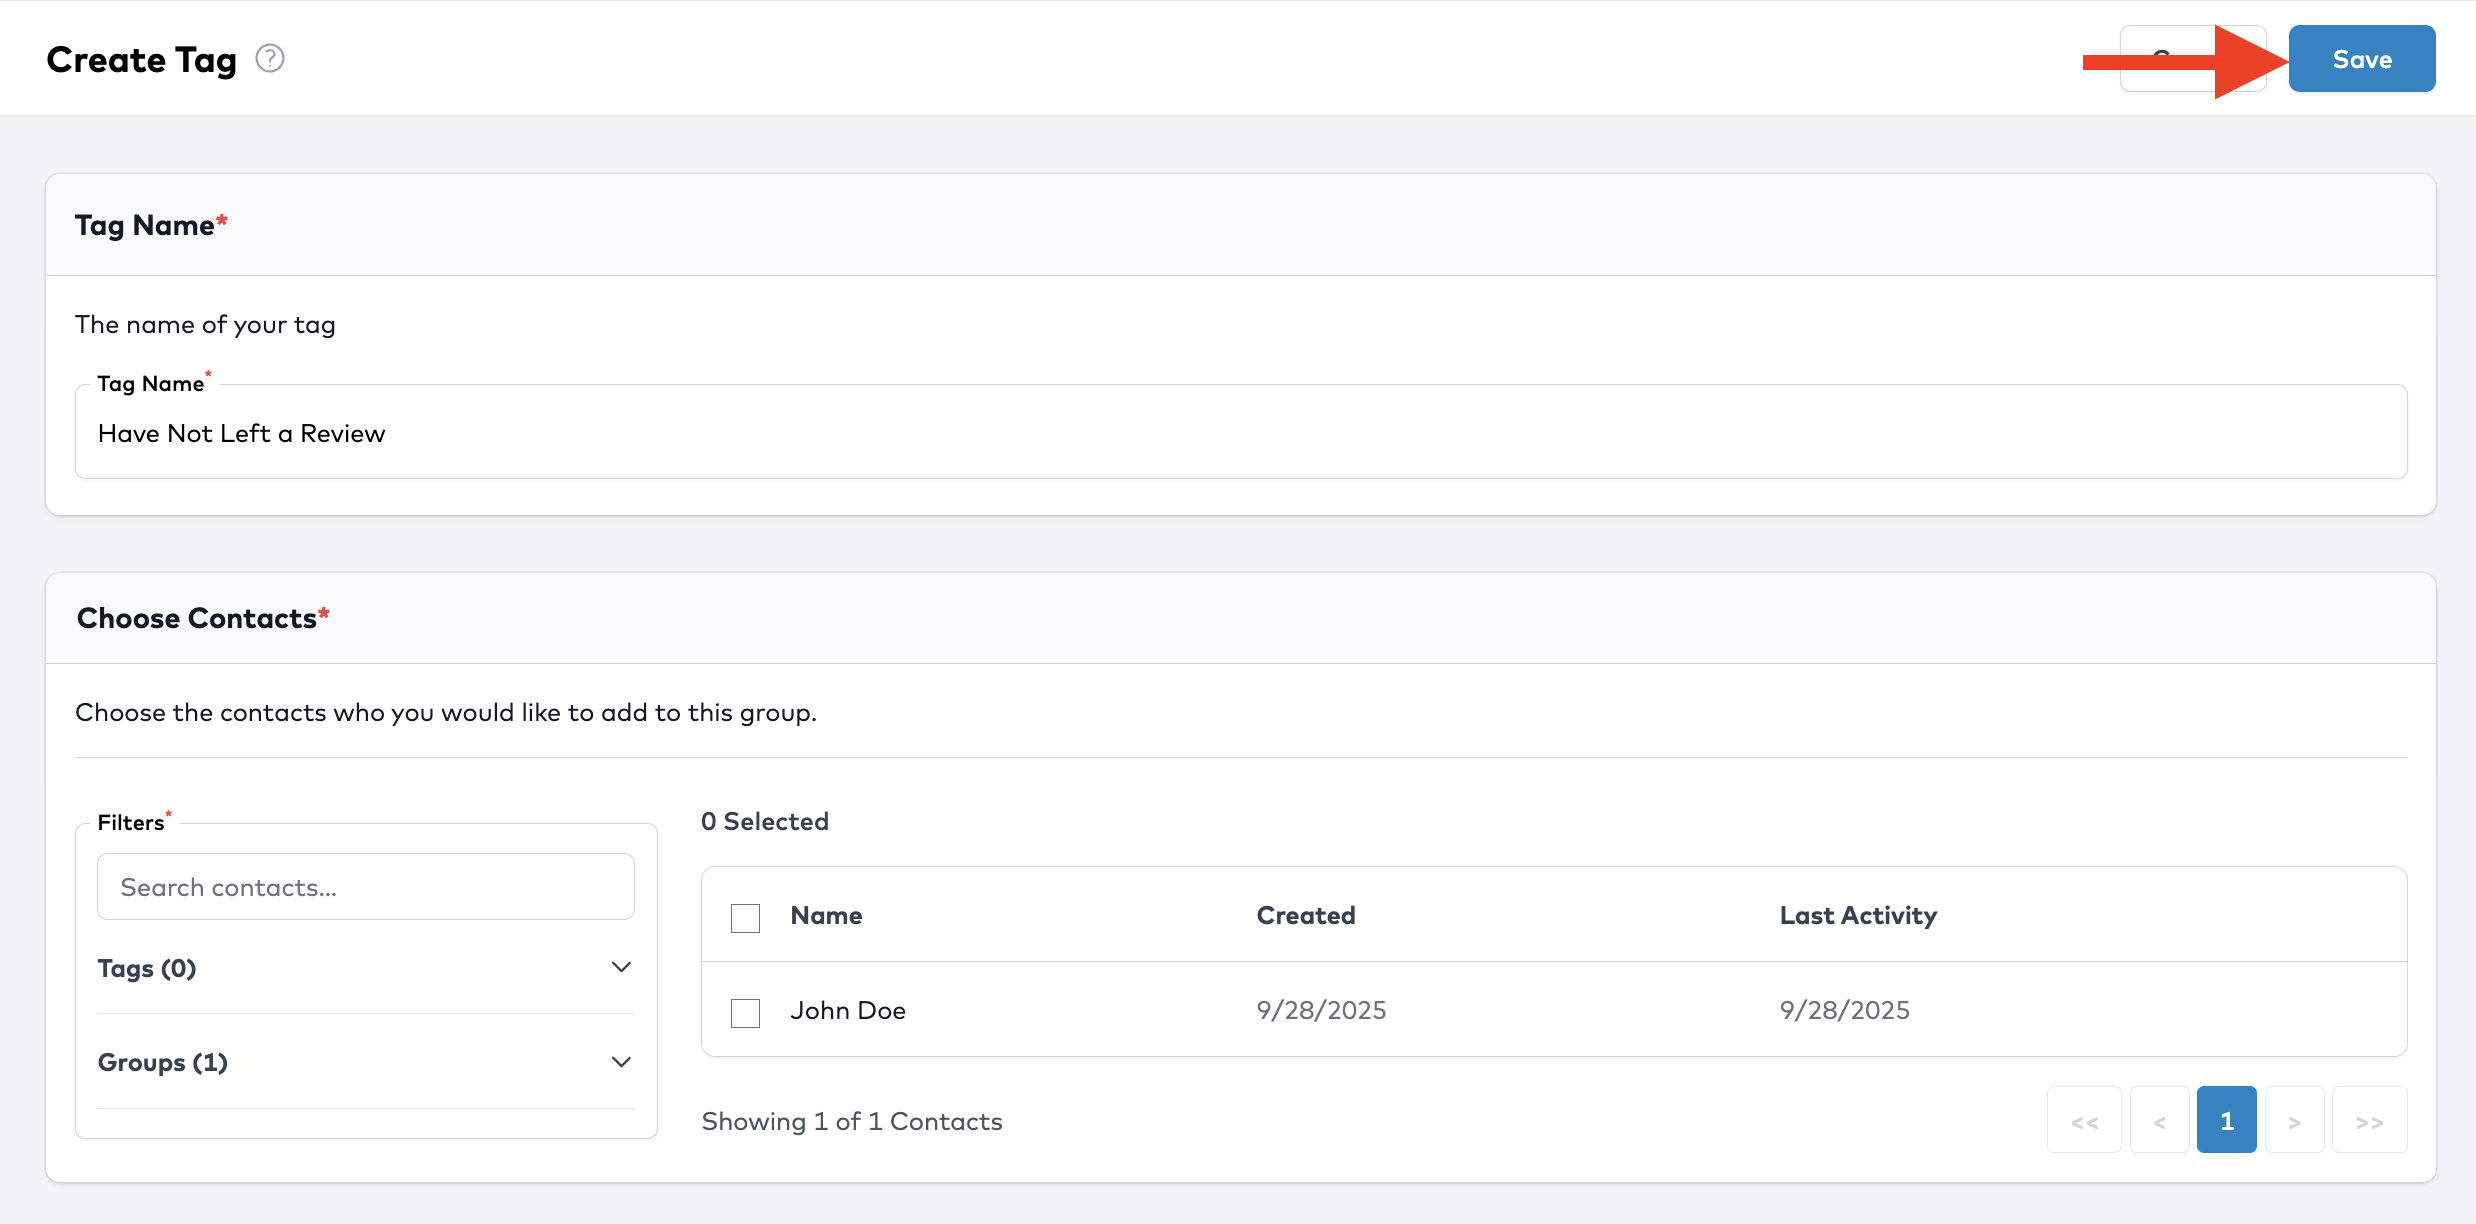 Create Tag ?
Save
Tag Name*
The name of your tag
Tag Name*
Have Not Left a Review
Choose Contacts*
Choose the contacts who you would like to add to this group.
Filters*
Search contacts...
Tags (0)
Groups (1)
0 Selected
Name Created Last Activity
John Doe 9/28/2025 9/28/2025
Showing 1 of 1 Contacts
<< < 1 > >>